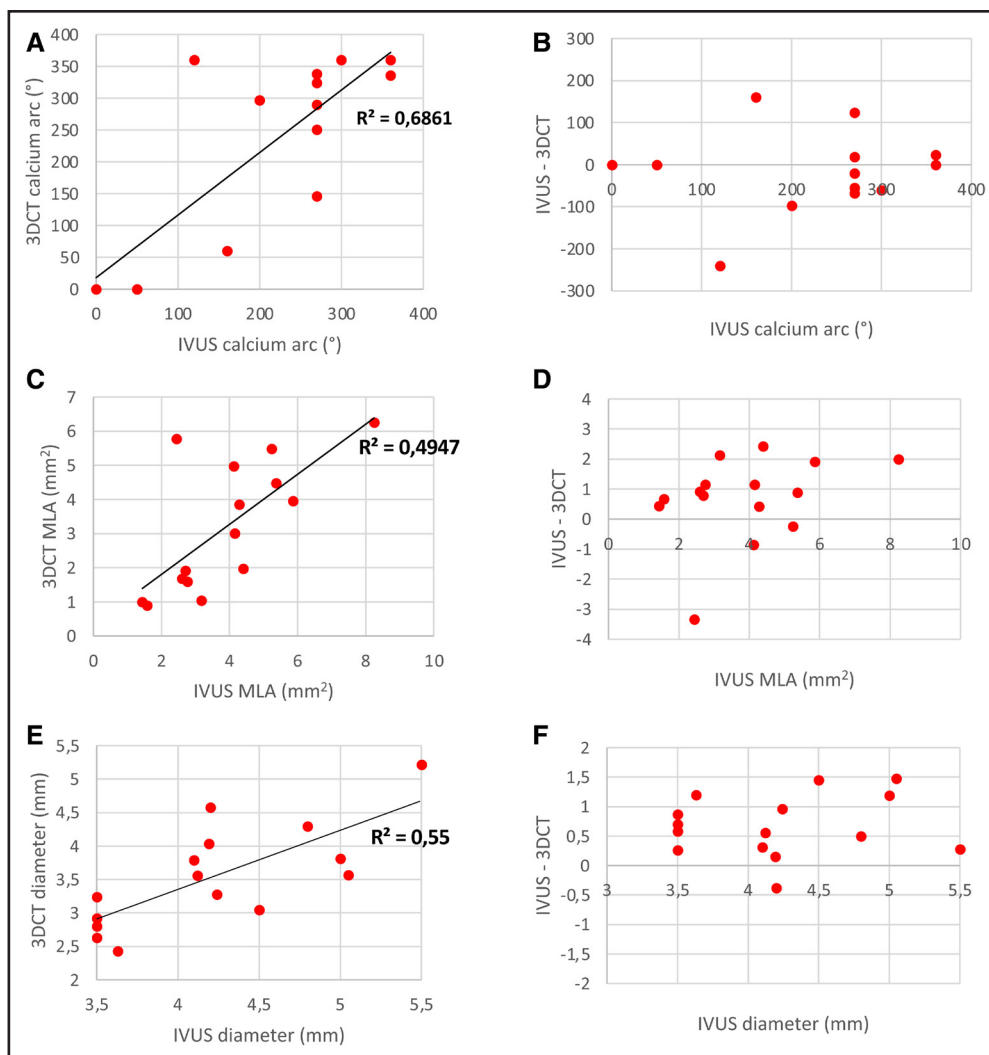 A
3DCT calcium arc (°)
400
350
300
250
200
150
100
50
0
R² = 0,6861
0 100 200 300 400
IVUS calcium arc (°)
B
IVUS - 3DCT
300
200
100
0
-100
-200
-300
0 100 200 300 400
IVUS calcium arc (°)
C
3DCT MLA (mm²)
7
6
5
4
3
2
1
0
R² = 0,4947
0 2 4 6 8 10
IVUS MLA (mm²)
D
IVUS - 3DCT
4
3
2
1
0
-1
-2
-3
-4
0 2 4 6 8 10
IVUS MLA (mm²)
E
3DCT diameter (mm)
5,5
5
4,5
4
3,5
3
2,5
2
R² = 0,55
3,5 4 4,5 5 5,5
IVUS diameter (mm)
F
IVUS - 3DCT
2
1,5
1
0,5
0
-0,5
-1
-1,5
-2
3 3,5 4 4,5 5 5,5
IVUS diameter (mm)